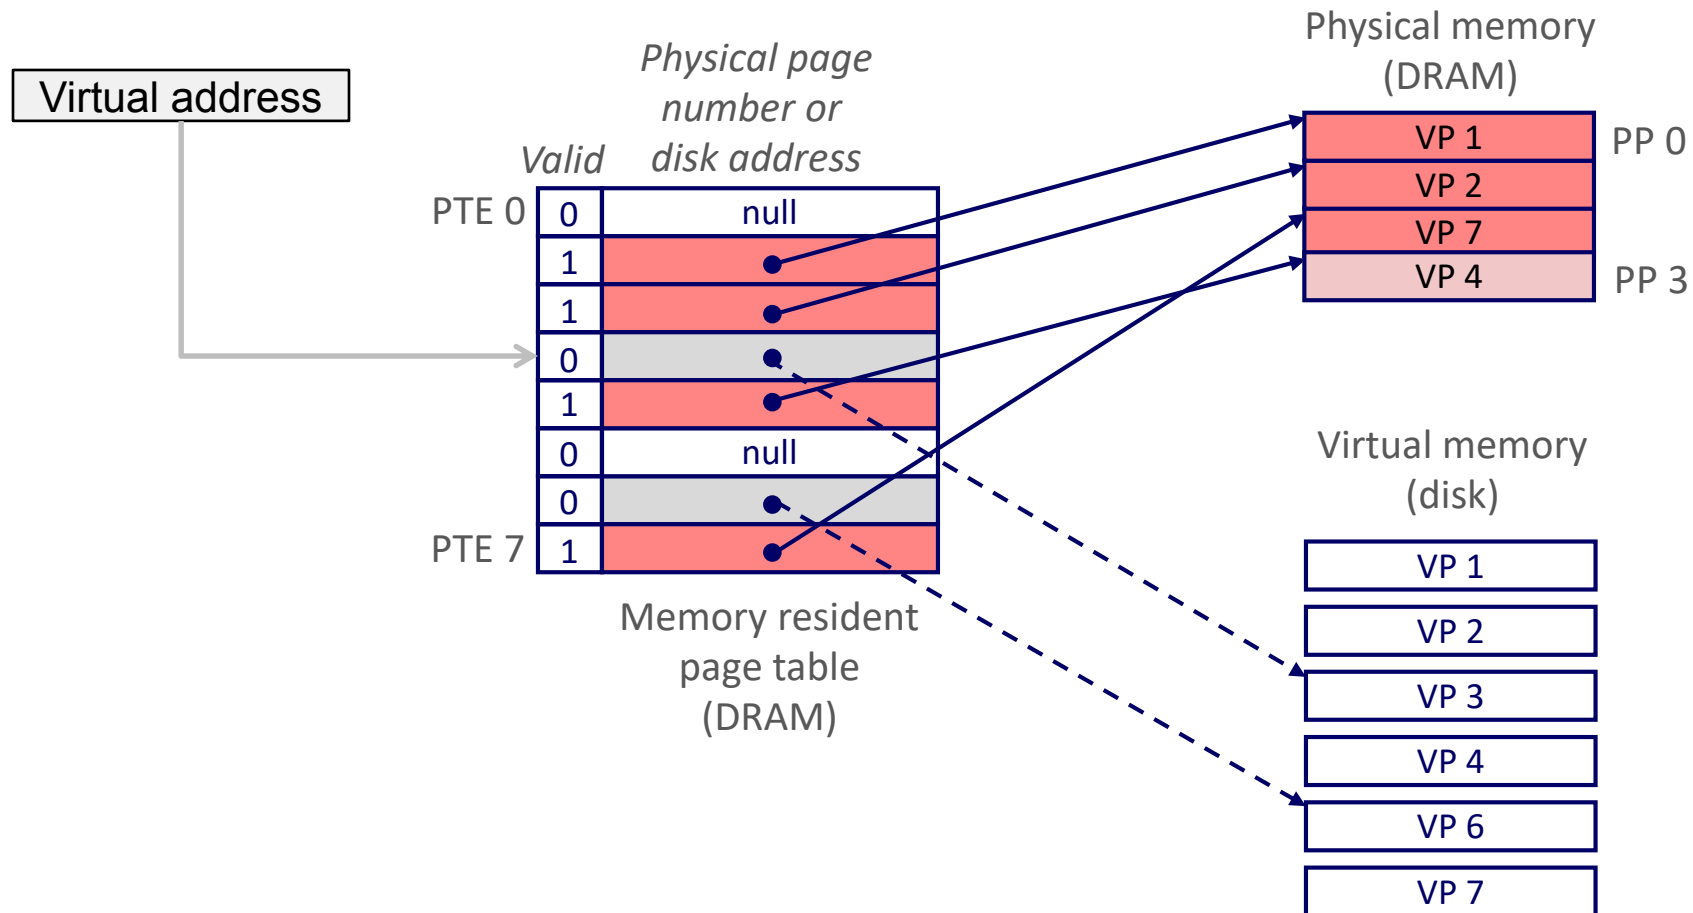 Virtual address
Physical page
number or
disk address
Valid
PTE 0
0
null
1
1
0
1
0
null
0
PTE 7
1
Memory resident
page table
(DRAM)
Physical memory
(DRAM)
VP 1
PP 0
VP 2
VP 7
VP 4
PP 3
Virtual memory
(disk)
VP 1
VP 2
VP 3
VP 4
VP 6
VP 7